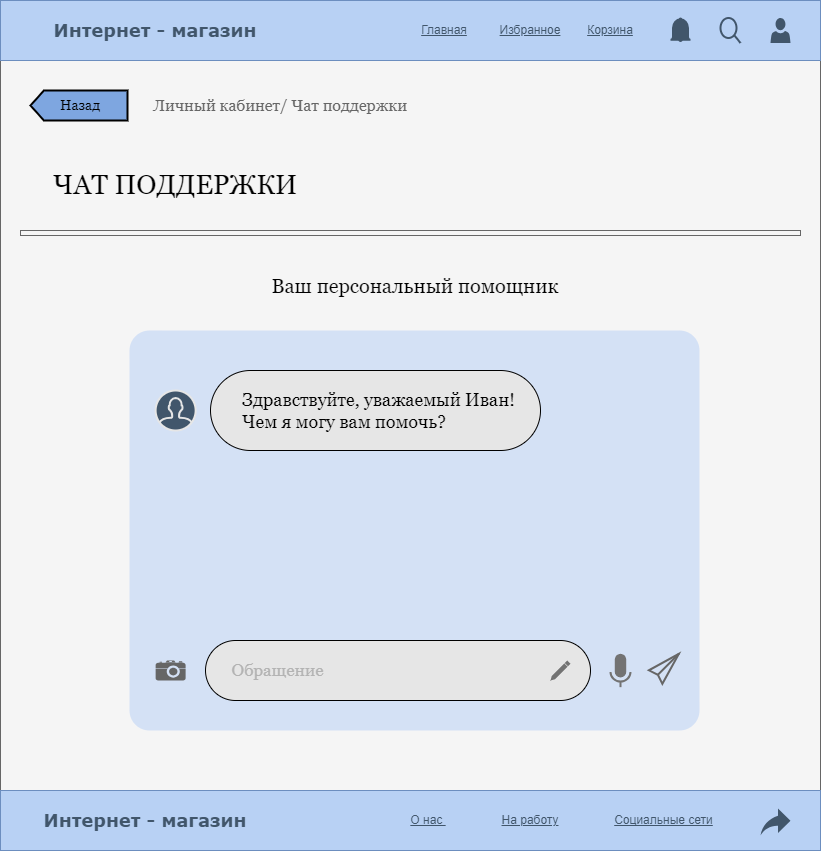 Интернет - магазин
Главная
Избранное
Корзина
Назад
Личный кабинет/ Чат поддержки
ЧАТ ПОДДЕРЖКИ
Ваш персональный помощник
Здравствуйте, уважаемый Иван!
Чем я могу вам помочь?
Обращение
Интернет - магазин
О нас
На работу
Социальные сети